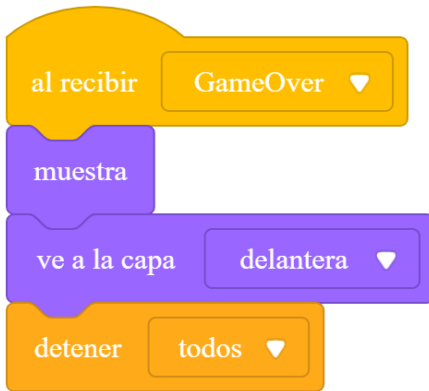 al recibir GameOver
muestra
ve a la capa delantera
detener todos